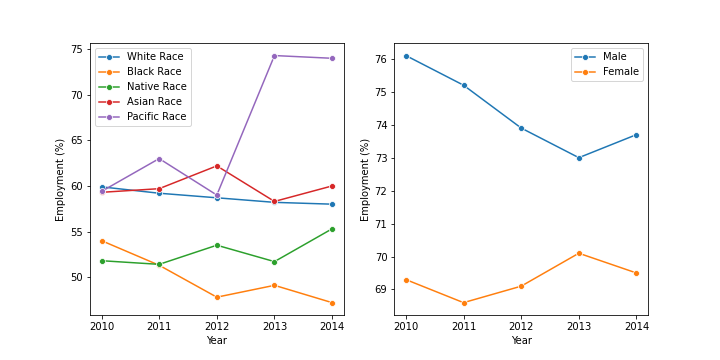 75
70
65
60
55
50
Employment (%)
White Race
Black Race
Native Race
Asian Race
Pacific Race
2010 2011 2012 2013 2014
Year
76
75
74
73
72
71
70
69
Employment (%)
Male
Female
2010 2011 2012 2013 2014
Year